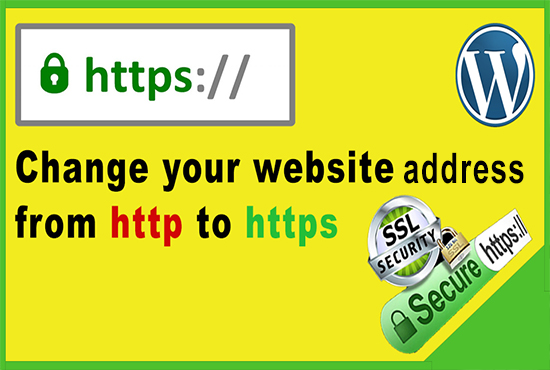 https://
W
Change your website address
from http to https
SSL
SECURITY
Secure
https://